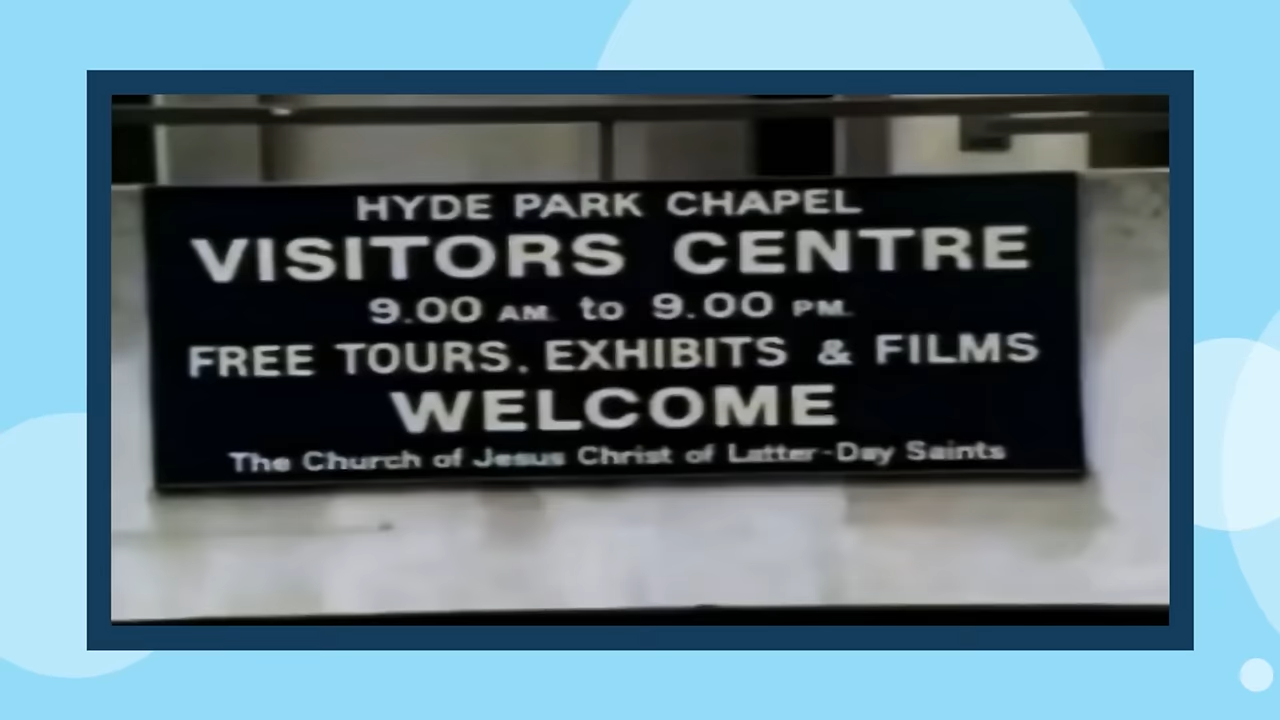 HYDE PARK CHAPEL
VISITORS CENTRE
9.00 AM. to 9.00 PM.
FREE TOURS, EXHIBITS & FILMS
WELCOME
The Church of Jesus Christ of Latter-Day Saints